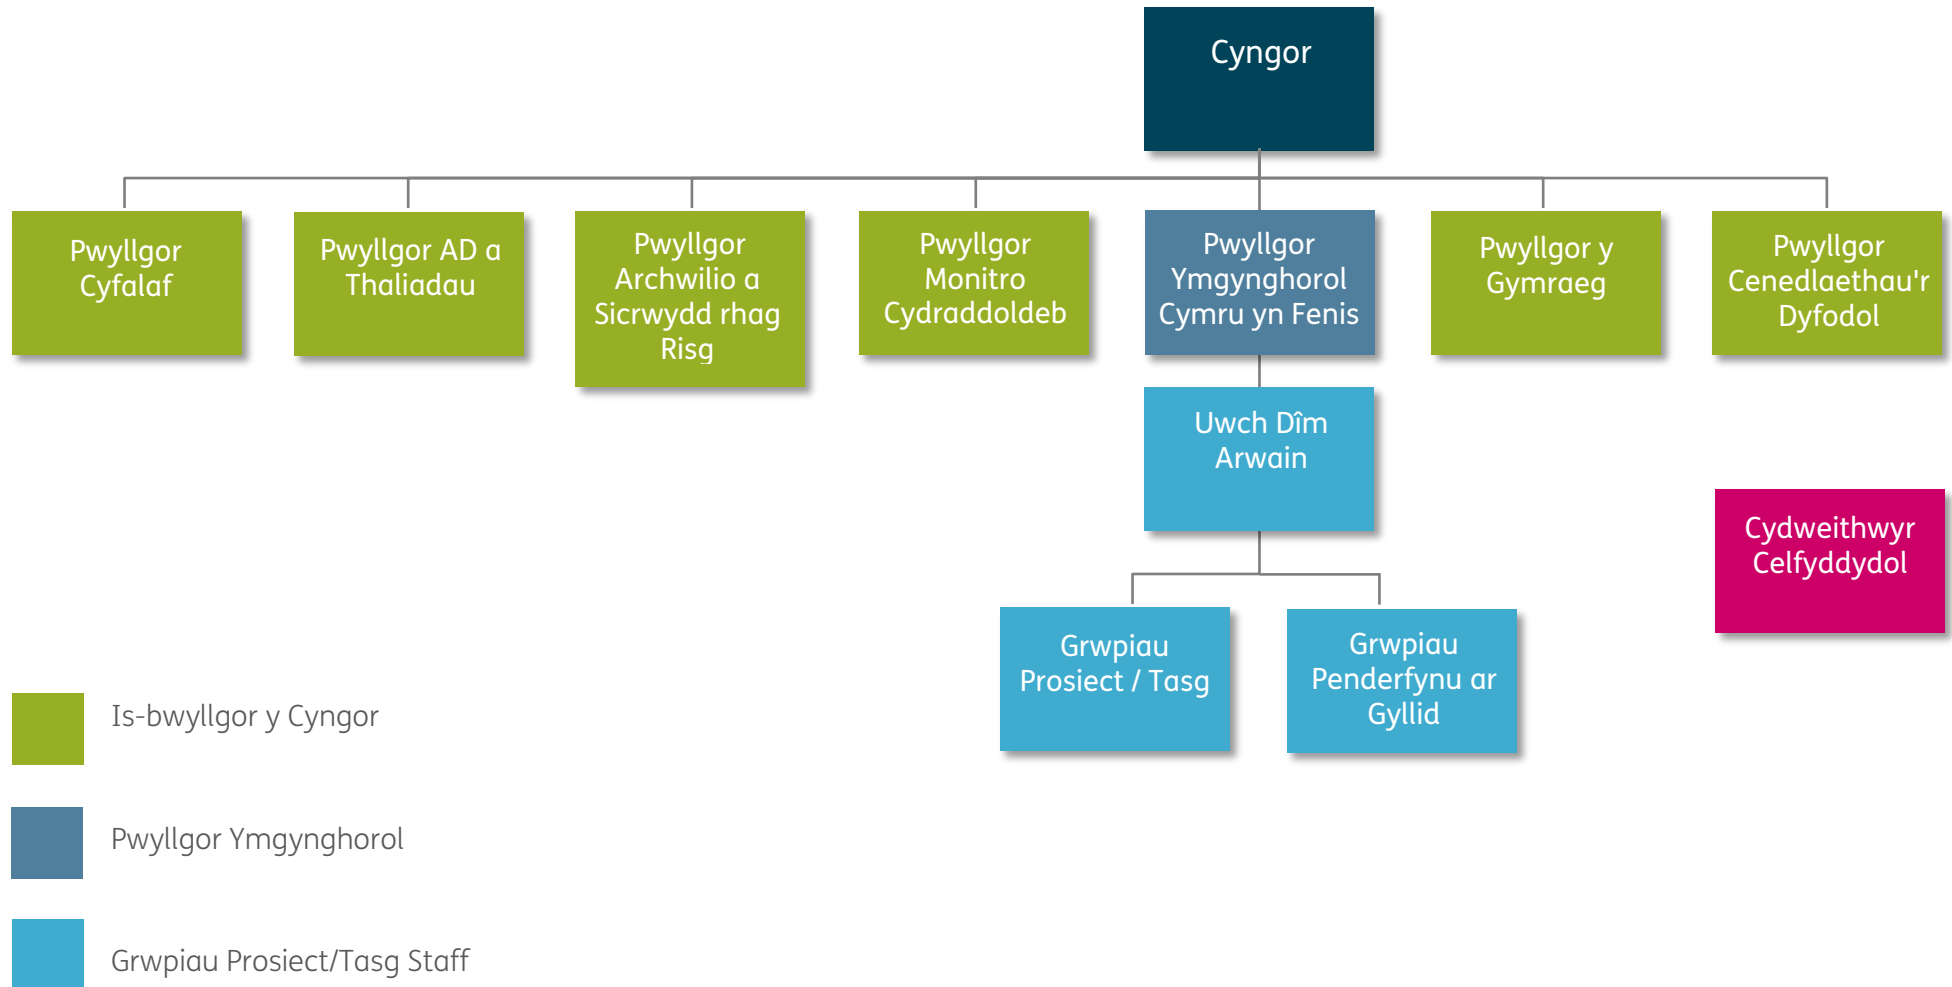 Cyngor
Pwyllgor
Cyfalaf
Pwyllgor AD a
Thaliadau
Pwyllgor
Archwilio a
Sicrwydd rhag
Risg
Pwyllgor
Monitro
Cydraddoldeb
Pwyllgor
Ymgynghorol
Cymru yn Fenis
Pwyllgor y
Gymraeg
Pwyllgor
Cenedlaethau'r
Dyfodol
Uwch Dîm
Arwain
Cydweithwyr
Celfyddydol
Grwpiau
Prosiect / Tasg
Grwpiau
Penderfynu ar
Gyllid
Is-bwyllgor y Cyngor
Pwyllgor Ymgynghorol
Grwpiau Prosiect/Tasg Staff